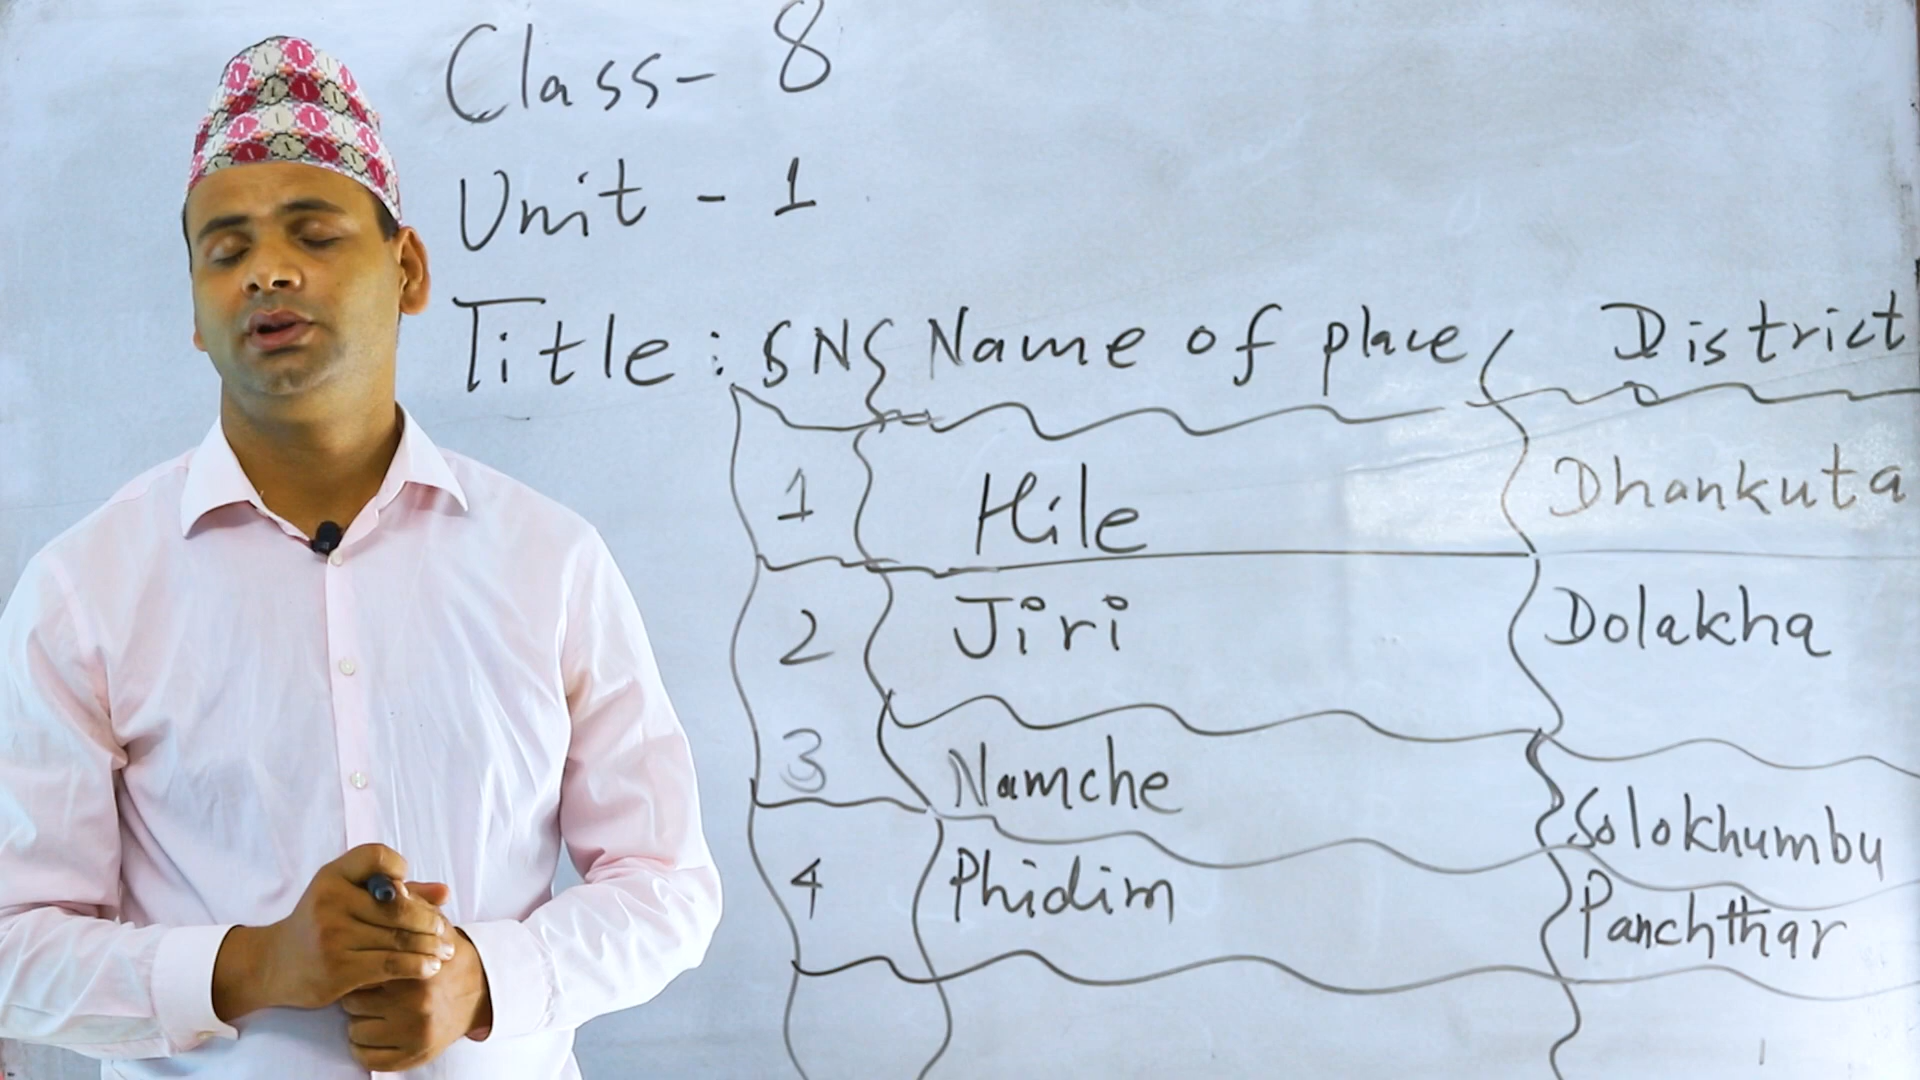 Class- 8
Unit - 1
Title: SN Name of place District
1 Hile Dhankuta
2 Jiri Dolakha
3 Namche Solokhumbu
4 Phidim Panchthar